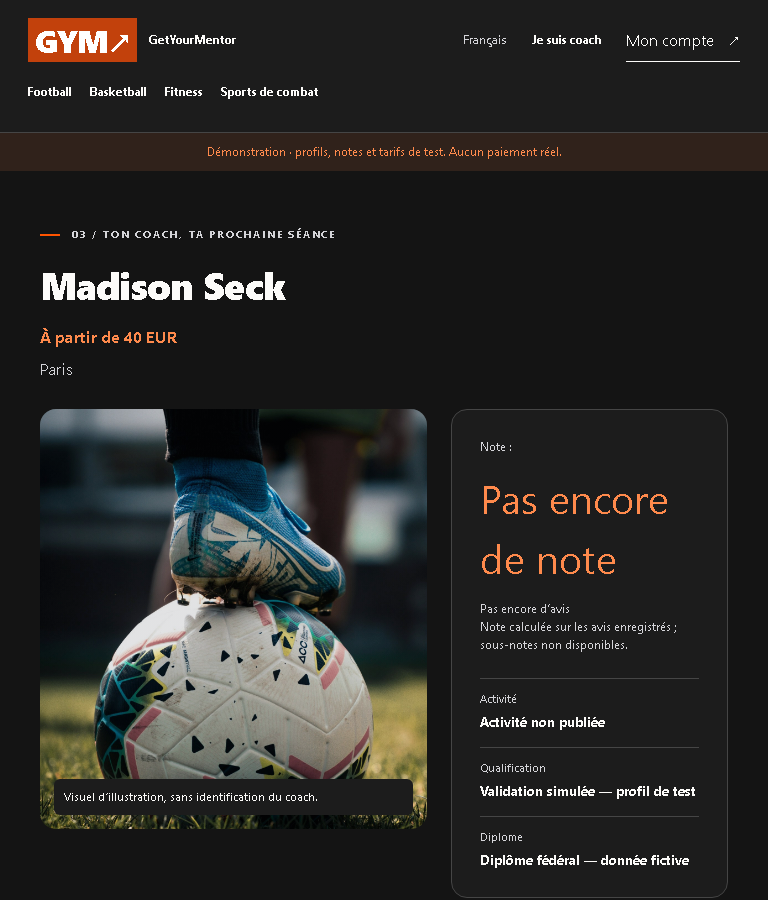 GYM↗ GetYourMentor
Français Je suis coach Mon compte ↗
Football Basketball Fitness Sports de combat
Démonstration · profils, notes et tarifs de test. Aucun paiement réel.
03 / TON COACH, TA PROCHAINE SÉANCE
Madison Seck
À partir de 40 EUR
Paris
Visuel d’illustration, sans identification du coach.
Note :
Pas encore
de note
Pas encore d’avis
Note calculée sur les avis enregistrés ;
sous-notes non disponibles.
Activité
Activité non publiée
Qualification
Validation simulée — profil de test
Diplome
Diplôme fédéral — donnée fictive